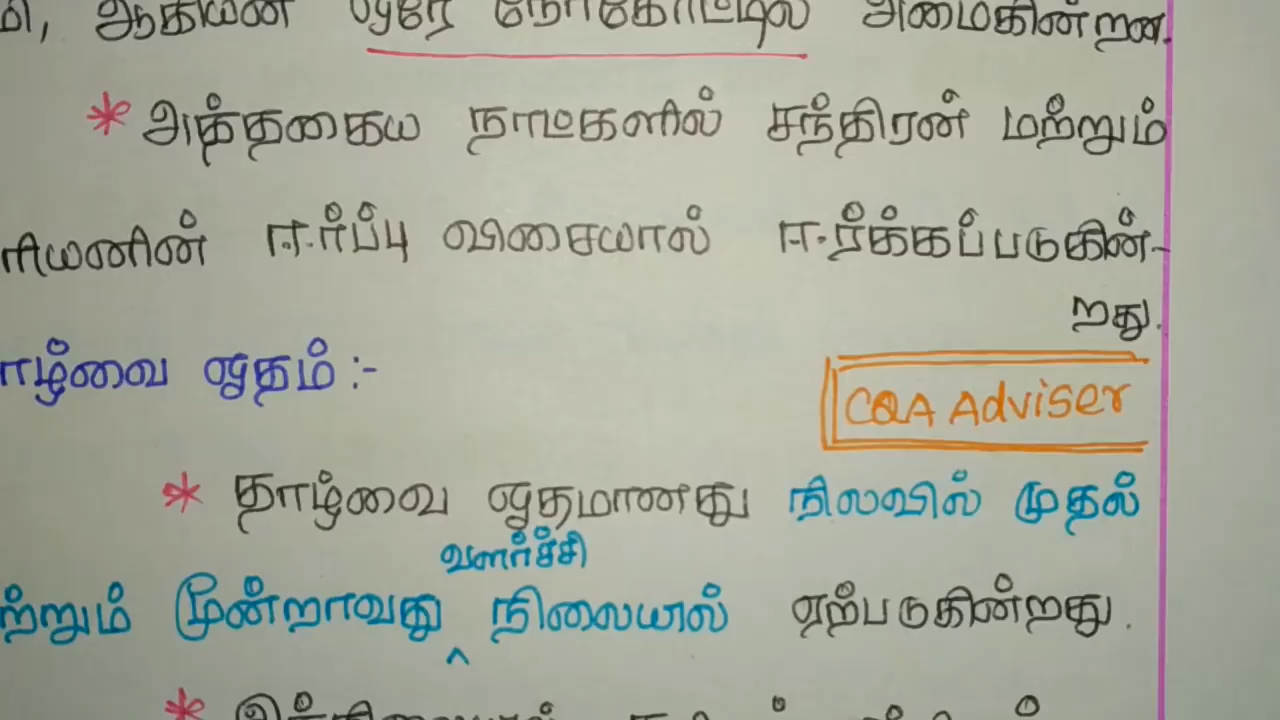 ஆகியன ஒரே நேர்கோட்டில் அமைகின்றன.
* அத்தகைய நாட்களில் சந்திரன் மற்றும்
ரியனின் ஈர்ப்பு விசையால் ஈர்க்கப்படுகின்-
றது.
ாழ்வை ஓதம் :-
CQA Adviser
* தாழ்வை ஓதமானது நிலவில் முதல்
வளர்ச்சி
ற்றும் மூன்றாவது ^ நிலையால் ஏற்படுகின்றது.
*